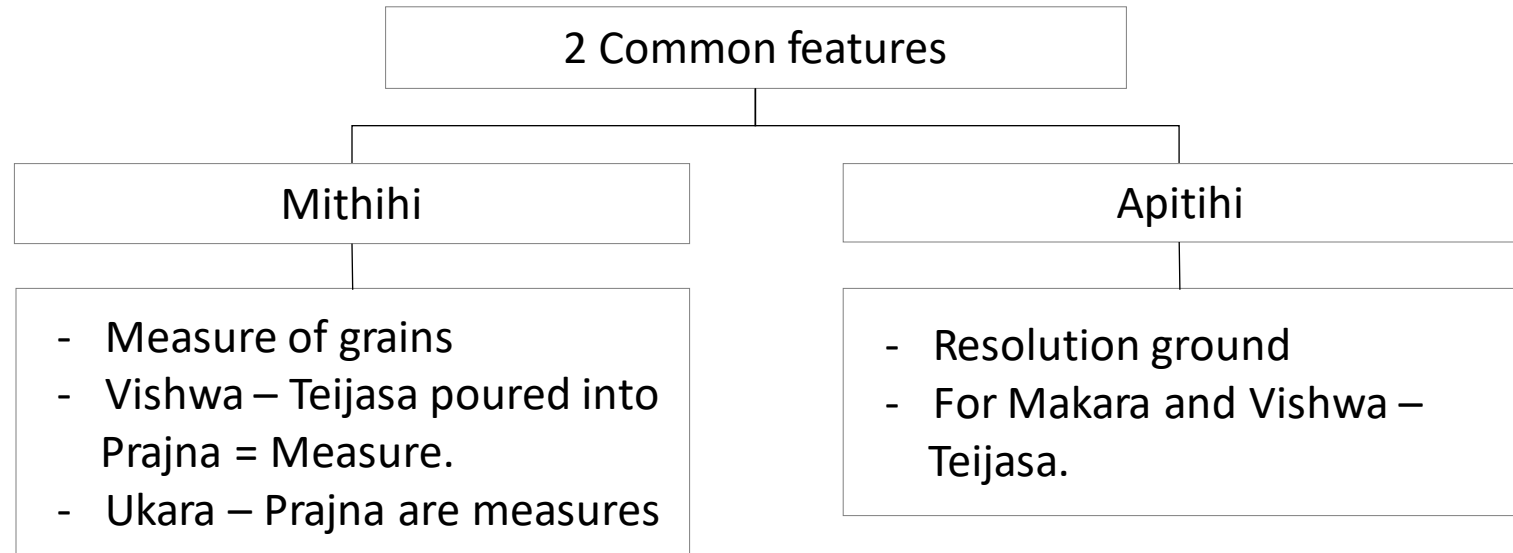 2 Common features
Mithihi
Apitihi
- Measure of grains
- Vishwa – Teijasa poured into
Prajna = Measure.
- Ukara – Prajna are measures
- Resolution ground
- For Makara and Vishwa –
Teijasa.